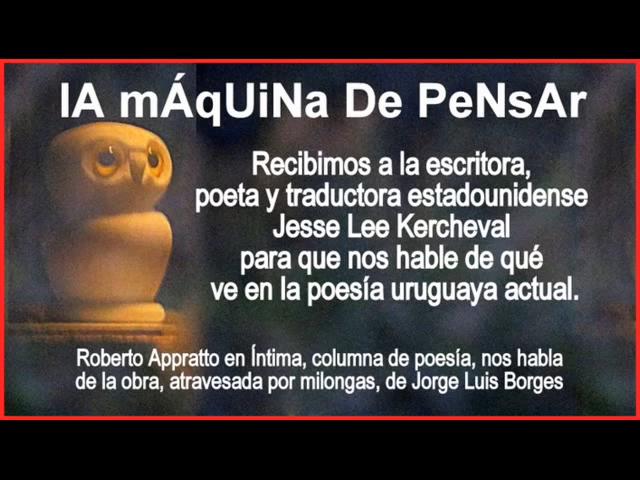 lA mÁqUiNa De PeNsAr
Recibimos a la escritora,
poeta y traductora estadounidense
Jesse Lee Kercheval
para que nos hable de qué
ve en la poesía uruguaya actual.
Roberto Appratto en Íntima, columna de poesía, nos habla
de la obra, atravesada por milongas, de Jorge Luis Borges